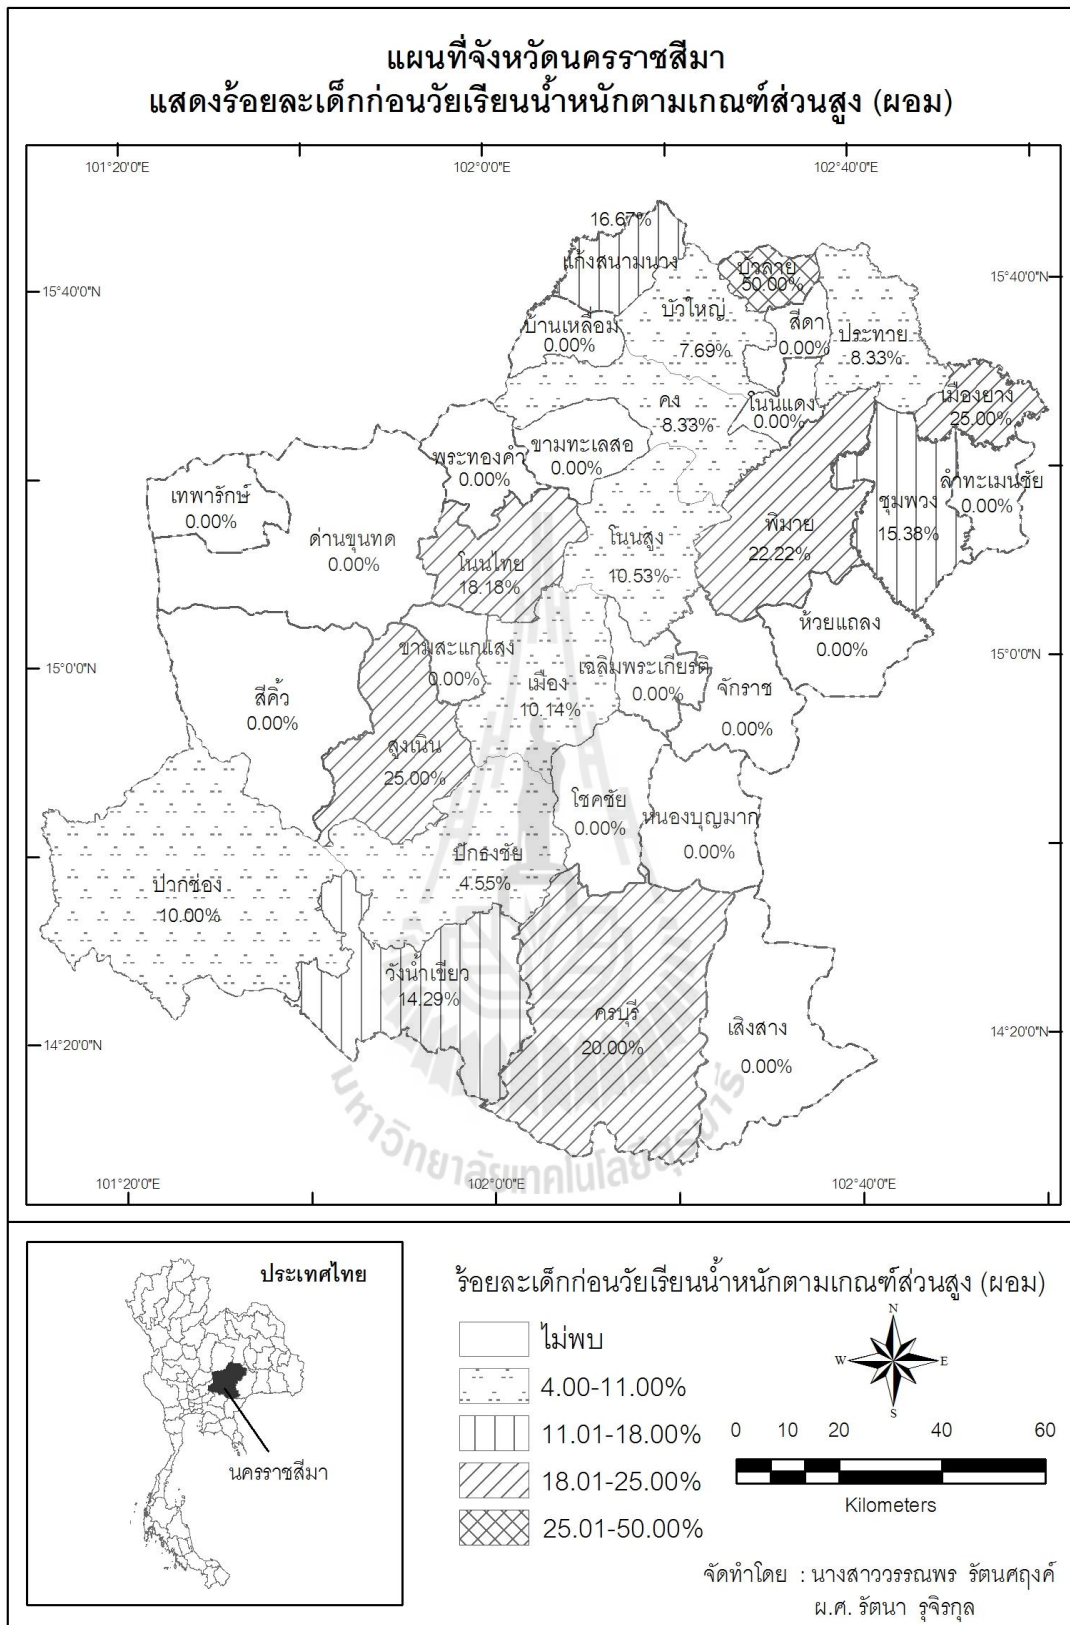 แผนที่จังหวัดนครราชสีมา
แสดงร้อยละเด็กก่อนวัยเรียนน้ำหนักตามเกณฑ์ส่วนสูง (ผอม)
101°20'0"E
102°0'0"E
102°40'0"E
16.67%
แก้งสนามนวง
บัวลาย
50.00%
15°40'0"N
15°40'0"N
บัวใหญ่
7.69%
สีดา
0.00%
ประทาย
8.33%
บ้านเหลื่อม
0.00%
เมืองยาง
25.00%
คง
8.33%
โนนแดง
0.00%
ขามทะเลสอ
0.00%
พระทองคำ
0.00%
ลำทะเมนชัย
0.00%
เทพารักษ์
0.00%
ชุมพวง
15.38%
ด่านขุนทด
0.00%
โนนไทย
18.18%
โนนสูง
10.53%
พิมาย
22.22%
ห้วยแถลง
0.00%
15°0'0"N
15°0'0"N
ขามสะแกแสง
0.00%
เมือง
10.14%
เฉลิมพระเกียรติ
0.00%
จักราช
0.00%
สีคิ้ว
0.00%
สูงเนิน
25.00%
โชคชัย
0.00%
หนองบุญมาก
0.00%
ปักธงชัย
4.55%
ปากช่อง
10.00%
วังน้ำเขียว
14.29%
ครบุรี
20.00%
เสิงสาง
0.00%
14°20'0"N
14°20'0"N
มหาวิทยาลัยเทคโนโลยีสุรนารี
101°20'0"E
102°0'0"E
102°40'0"E
ประเทศไทย
นครราชสีมา
ร้อยละเด็กก่อนวัยเรียนน้ำหนักตามเกณฑ์ส่วนสูง (ผอม)
ไม่พบ
4.00-11.00%
11.01-18.00%
18.01-25.00%
25.01-50.00%
N
W
E
S
0 10 20 40 60
Kilometers
จัดทำโดย : นางสาววรรณพร รัตนศฤงค์
ผ.ศ. รัตนา รุจิรกุล